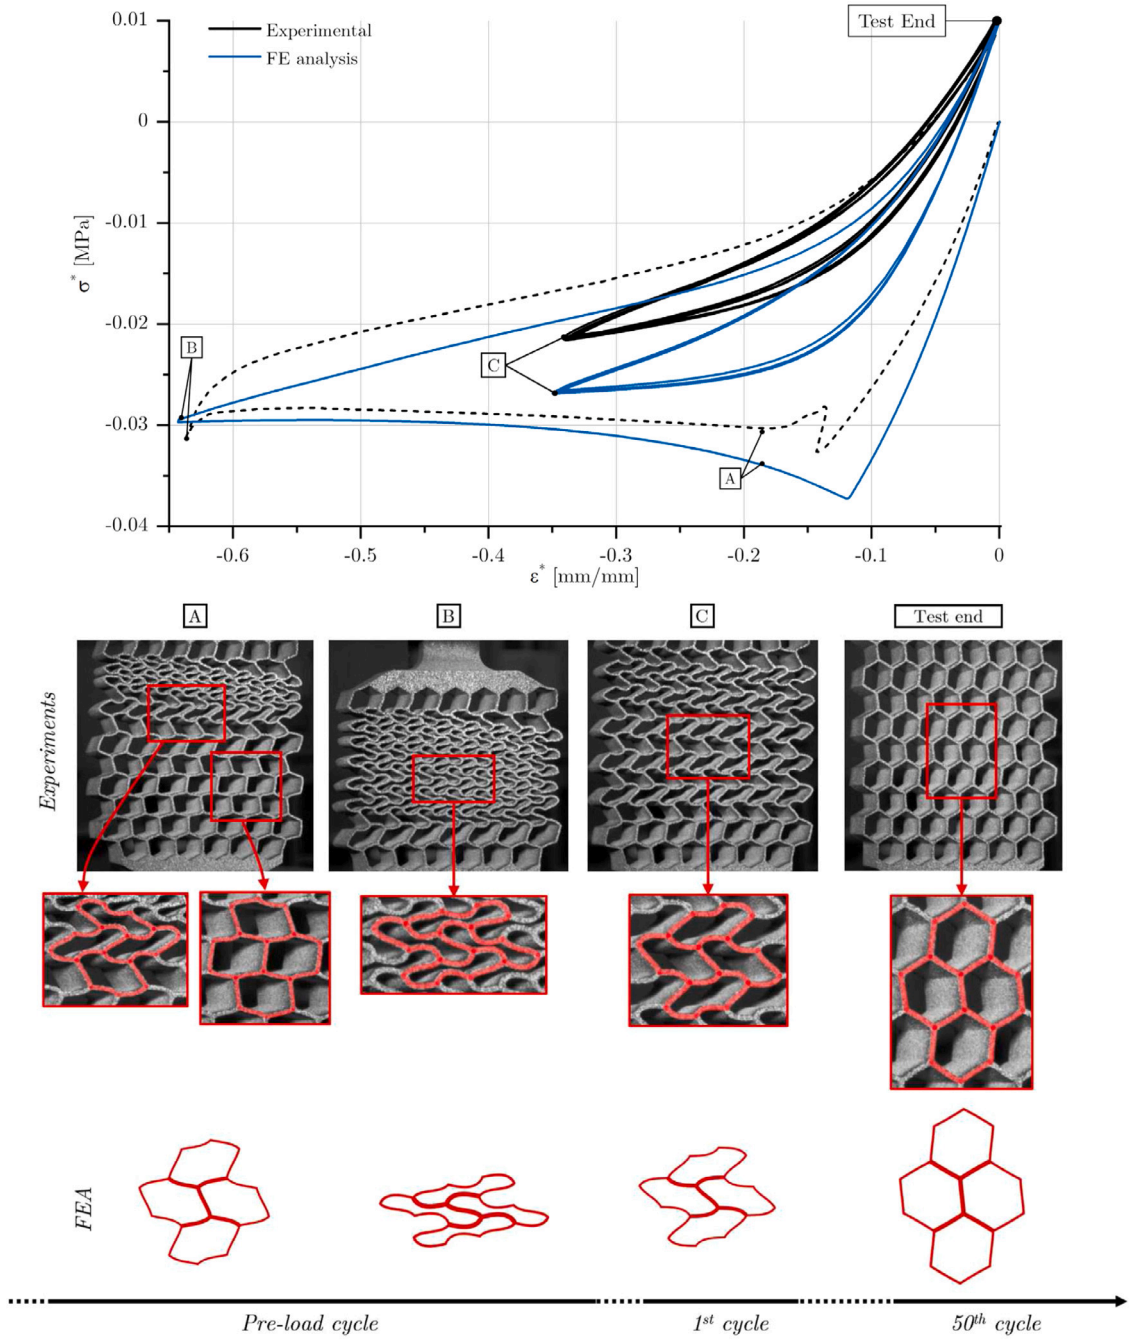 0.01
0
-0.01
-0.02
-0.03
-0.04
σ* [MPa]
Experimental
FE analysis
Test End
B
C
A
-0.6
-0.5
-0.4
-0.3
-0.2
-0.1
0
ε* [mm/mm]
A
B
C
Test end
Experiments
FEA
Pre-load cycle
1st cycle
50th cycle